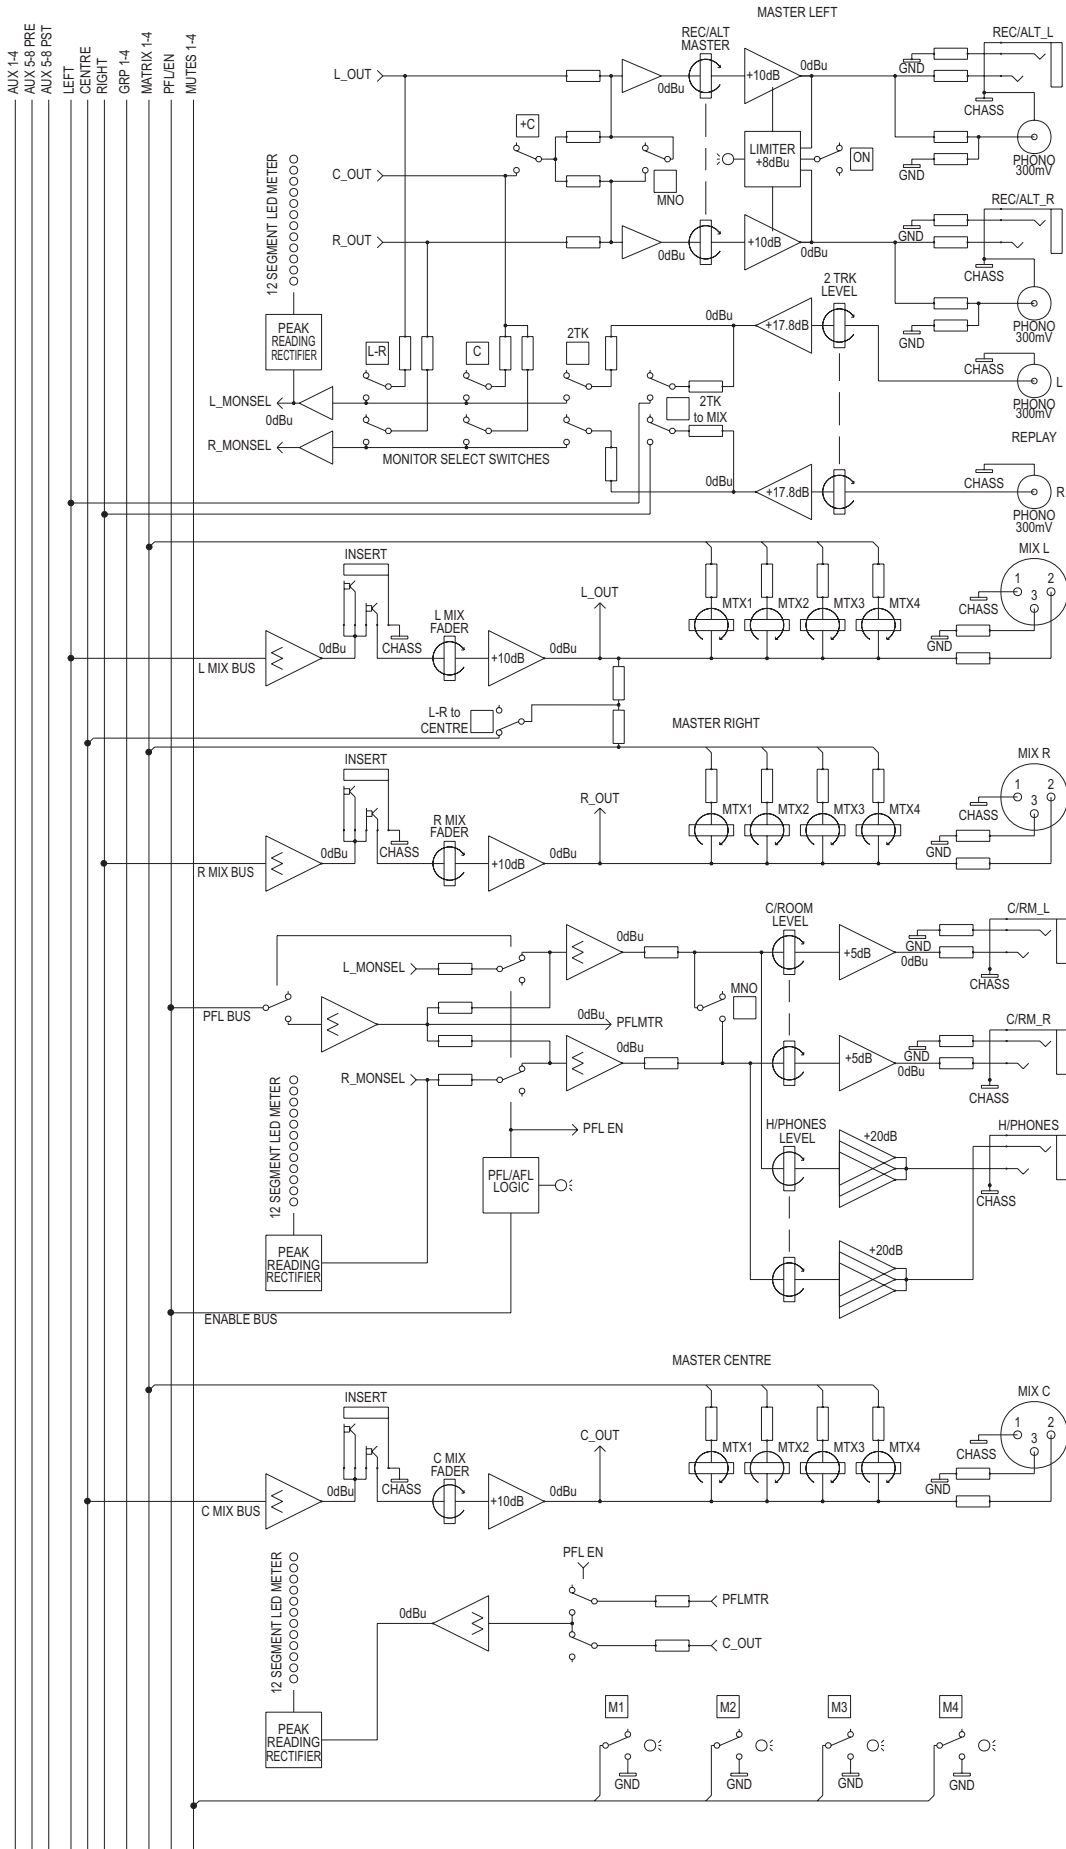 MASTER LEFT
AUX 1-4
AUX 5-8 PRE
AUX 5-8 PST
LEFT
CENTRE
RIGHT
GRP 1-4
MATRIX 1-4
PFL/EN
MUTES 1-4
REC/ALT
MASTER
REC/ALT_L
L_OUT
0dBu
+10dB
0dBu
GND
CHASS
+C
LIMITER
+8dBu
ON
PHONO
300mV
GND
C_OUT
MNO
12 SEGMENT LED METER
REC/ALT_R
R_OUT
0dBu
+10dB
0dBu
GND
CHASS
2 TRK
LEVEL
PHONO
300mV
GND
PEAK
READING
RECTIFIER
L-R
C
2TK
0dBu
+17.8dB
CHASS
L
PHONO
300mV
L_MONSEL
0dBu
2TK
to MIX
R_MONSEL
MONITOR SELECT SWITCHES
REPLAY
0dBu
+17.8dB
CHASS
R
PHONO
300mV
INSERT
MIX L
L_OUT
MTX1
MTX2
MTX3
MTX4
1
2
3
CHASS
L MIX
FADER
GND
L MIX BUS
0dBu
CHASS
+10dB
0dBu
L-R to
CENTRE
MASTER RIGHT
INSERT
MIX R
R_OUT
MTX1
MTX2
MTX3
MTX4
1
2
3
CHASS
R MIX
FADER
GND
R MIX BUS
0dBu
CHASS
+10dB
0dBu
C/ROOM
LEVEL
C/RM_L
0dBu
+5dB
GND
0dBu
CHASS
L_MONSEL
MNO
PFL BUS
0dBu
PFLMTR
C/RM_R
0dBu
+5dB
GND
0dBu
CHASS
R_MONSEL
12 SEGMENT LED METER
PFL EN
H/PHONES
LEVEL
+20dB
H/PHONES
PFL/AFL
LOGIC
CHASS
PEAK
READING
RECTIFIER
+20dB
ENABLE BUS
MASTER CENTRE
INSERT
MIX C
C_OUT
MTX1
MTX2
MTX3
MTX4
1
2
3
CHASS
C MIX
FADER
GND
C MIX BUS
0dBu
CHASS
+10dB
0dBu
12 SEGMENT LED METER
PFL EN
PFLMTR
0dBu
C_OUT
PEAK
READING
RECTIFIER
M1
M2
M3
M4
GND
GND
GND
GND